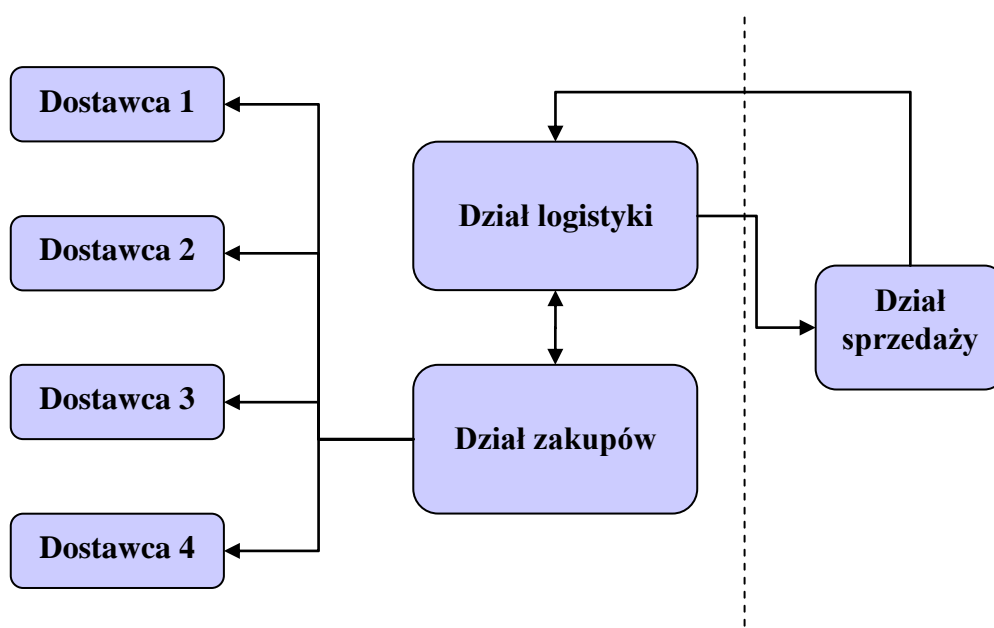 Dostawca 1
Dostawca 2
Dostawca 3
Dostawca 4
Dział logistyki
Dział zakupów
Dział
sprzedaży